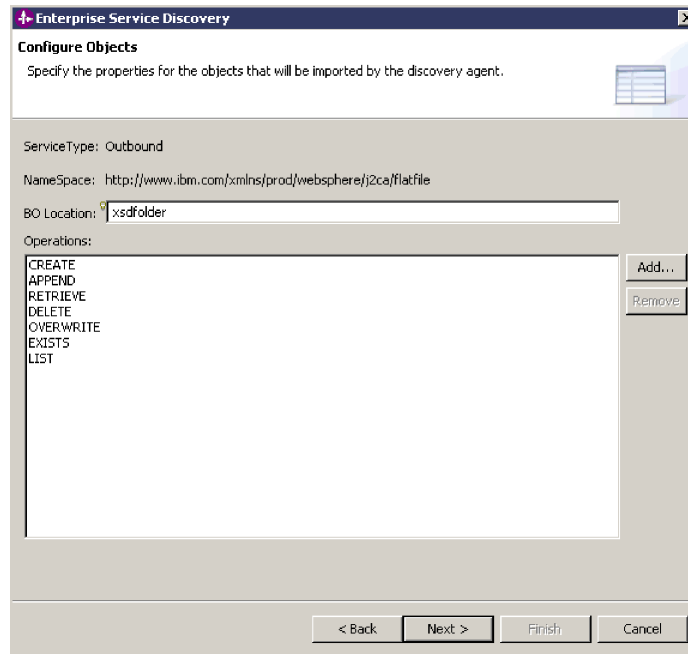 Enterprise Service Discovery
Configure Objects
Specify the properties for the objects that will be imported by the discovery agent.
ServiceType: Outbound
NameSpace: http://www.ibm.com/xmlns/prod/websphere/j2ca/flatfile
BO Location: xsdfolder
Operations:
CREATE
APPEND
RETRIEVE
DELETE
OVERWRITE
EXISTS
LIST
Add...
Remove
< Back Next > Finish Cancel